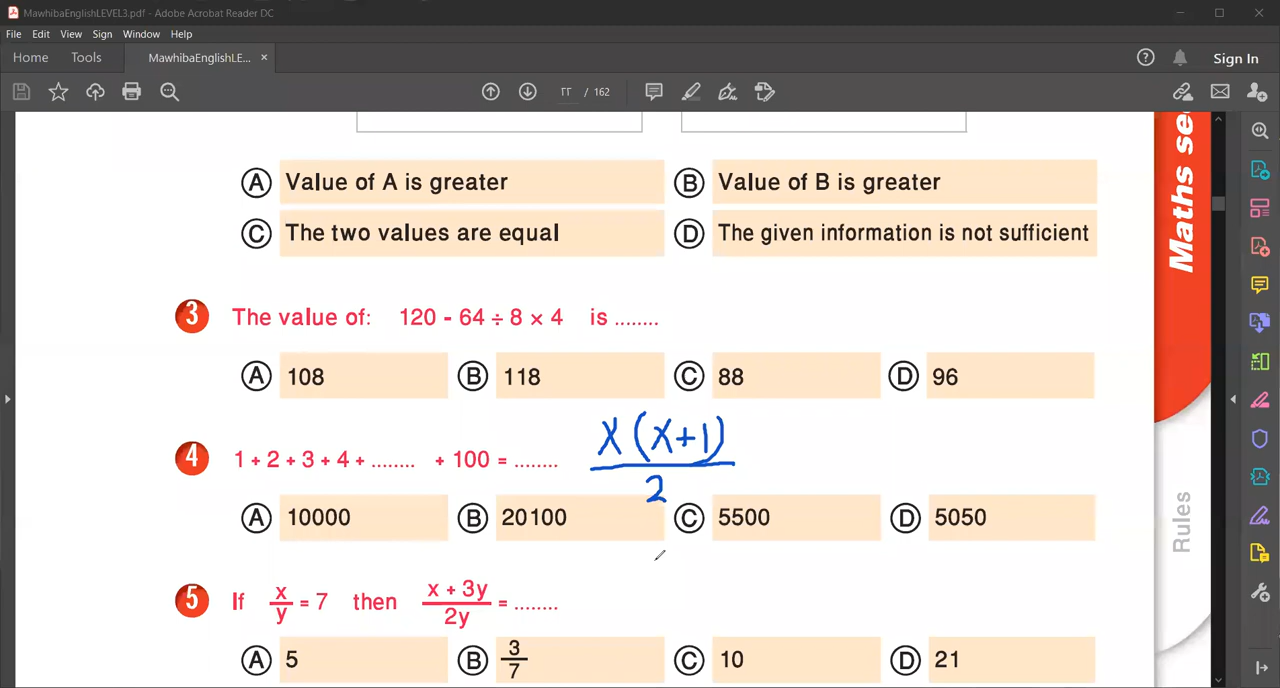 MawhibaEnglishLEVEL3.pdf - Adobe Acrobat Reader DC
File Edit View Sign Window Help
Home Tools MawhibaEnglishLE... × Sign In
٣٣ / 162
A Value of A is greater B Value of B is greater
C The two values are equal D The given information is not sufficient
3 The value of: 120 - 64 ÷ 8 × 4 is ........
A 108 B 118 C 88 D 96
4 1 + 2 + 3 + 4 + ........ + 100 = ........ x(x+1)/2
A 10000 B 20100 C 5500 D 5050
5 If x/y = 7 then x + 3y/2y = ........
A 5 B 3/7 C 10 D 21
Maths se
Rules